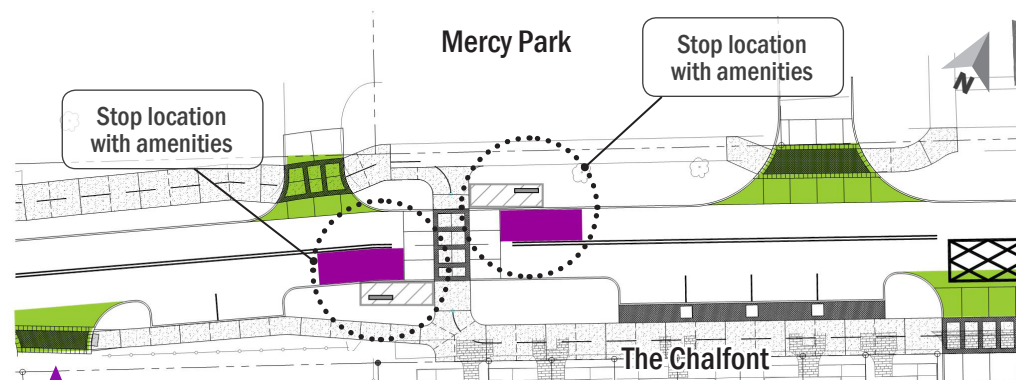 Mercy Park
Stop location
with amenities
Stop location
with amenities
N
The Chalfont